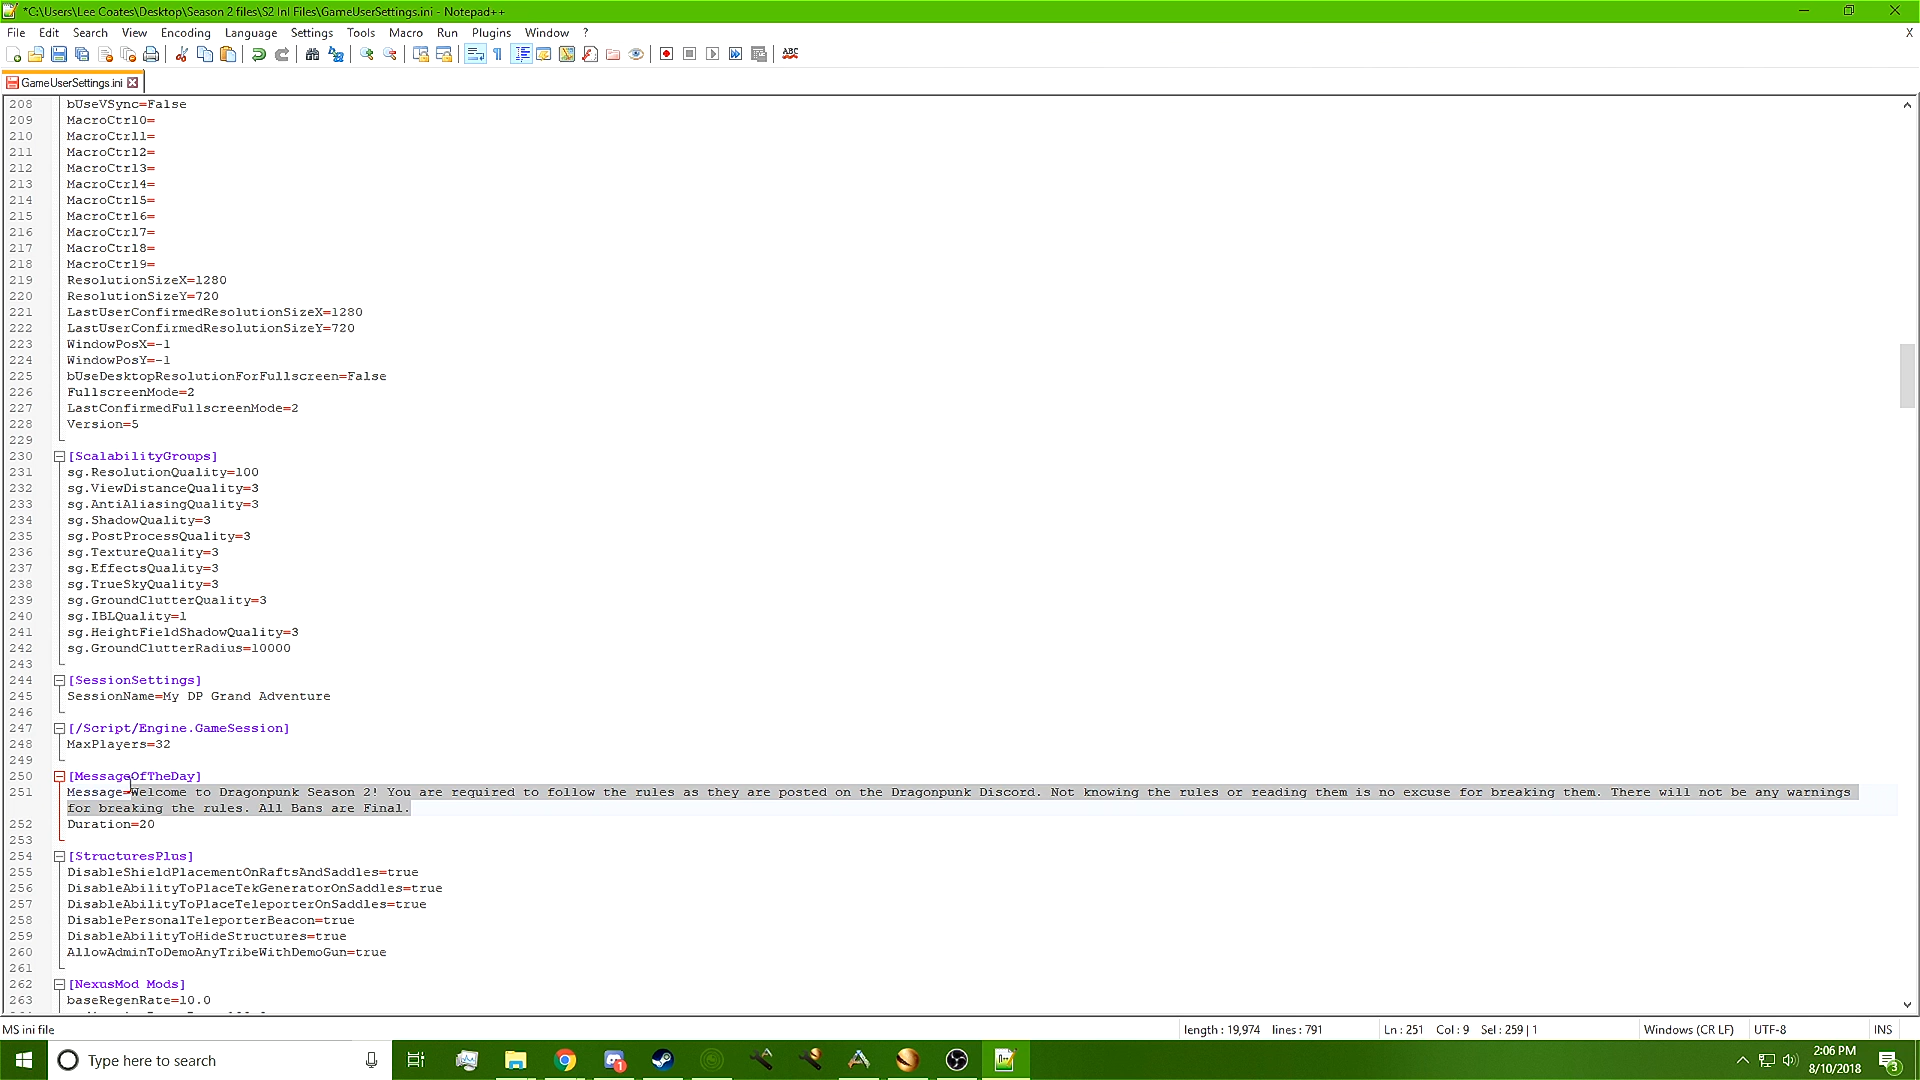 *C:\Users\Lee Coates\Desktop\Season 2 files\S2 InI Files\GameUserSettings.ini - Notepad++
File Edit Search View Encoding Language Settings Tools Macro Run Plugins Window ? X
ABC
GameUserSettings.ini
208 bUseVSync=False
209 MacroCtrl0=
210 MacroCtrl1=
211 MacroCtrl2=
212 MacroCtrl3=
213 MacroCtrl4=
214 MacroCtrl5=
215 MacroCtrl6=
216 MacroCtrl7=
217 MacroCtrl8=
218 MacroCtrl9=
219 ResolutionSizeX=1280
220 ResolutionSizeY=720
221 LastUserConfirmedResolutionSizeX=1280
222 LastUserConfirmedResolutionSizeY=720
223 WindowPosX=-1
224 WindowPosY=-1
225 bUseDesktopResolutionForFullscreen=False
226 FullscreenMode=2
227 LastConfirmedFullscreenMode=2
228 Version=5
229
230 [ScalabilityGroups]
231 sg.ResolutionQuality=100
232 sg.ViewDistanceQuality=3
233 sg.AntiAliasingQuality=3
234 sg.ShadowQuality=3
235 sg.PostProcessQuality=3
236 sg.TextureQuality=3
237 sg.EffectsQuality=3
238 sg.TrueSkyQuality=3
239 sg.GroundClutterQuality=3
240 sg.IBLQuality=1
241 sg.HeightFieldShadowQuality=3
242 sg.GroundClutterRadius=10000
243
244 [SessionSettings]
245 SessionName=My DP Grand Adventure
246
247 [/Script/Engine.GameSession]
248 MaxPlayers=32
249
250 [MessageOfTheDay]
251 Message=Welcome to Dragonpunk Season 2! You are required to follow the rules as they are posted on the Dragonpunk Discord. Not knowing the rules or reading them is no excuse for breaking them. There will not be any warnings
for breaking the rules. All Bans are Final.
252 Duration=20
253
254 [StructuresPlus]
255 DisableShieldPlacementOnRaftsAndSaddles=true
256 DisableAbilityToPlaceTekGeneratorOnSaddles=true
257 DisableAbilityToPlaceTeleporterOnSaddles=true
258 DisablePersonalTeleporterBeacon=true
259 DisableAbilityToHideStructures=true
260 AllowAdminToDemoAnyTribeWithDemoGun=true
261
262 [NexusMod Mods]
263 baseRegenRate=10.0
MS ini file length : 19,974 lines : 791 Ln : 251 Col : 9 Sel : 259 | 1 Windows (CR LF) UTF-8 INS
Type here to search 1 2:06 PM
8/10/2018 3